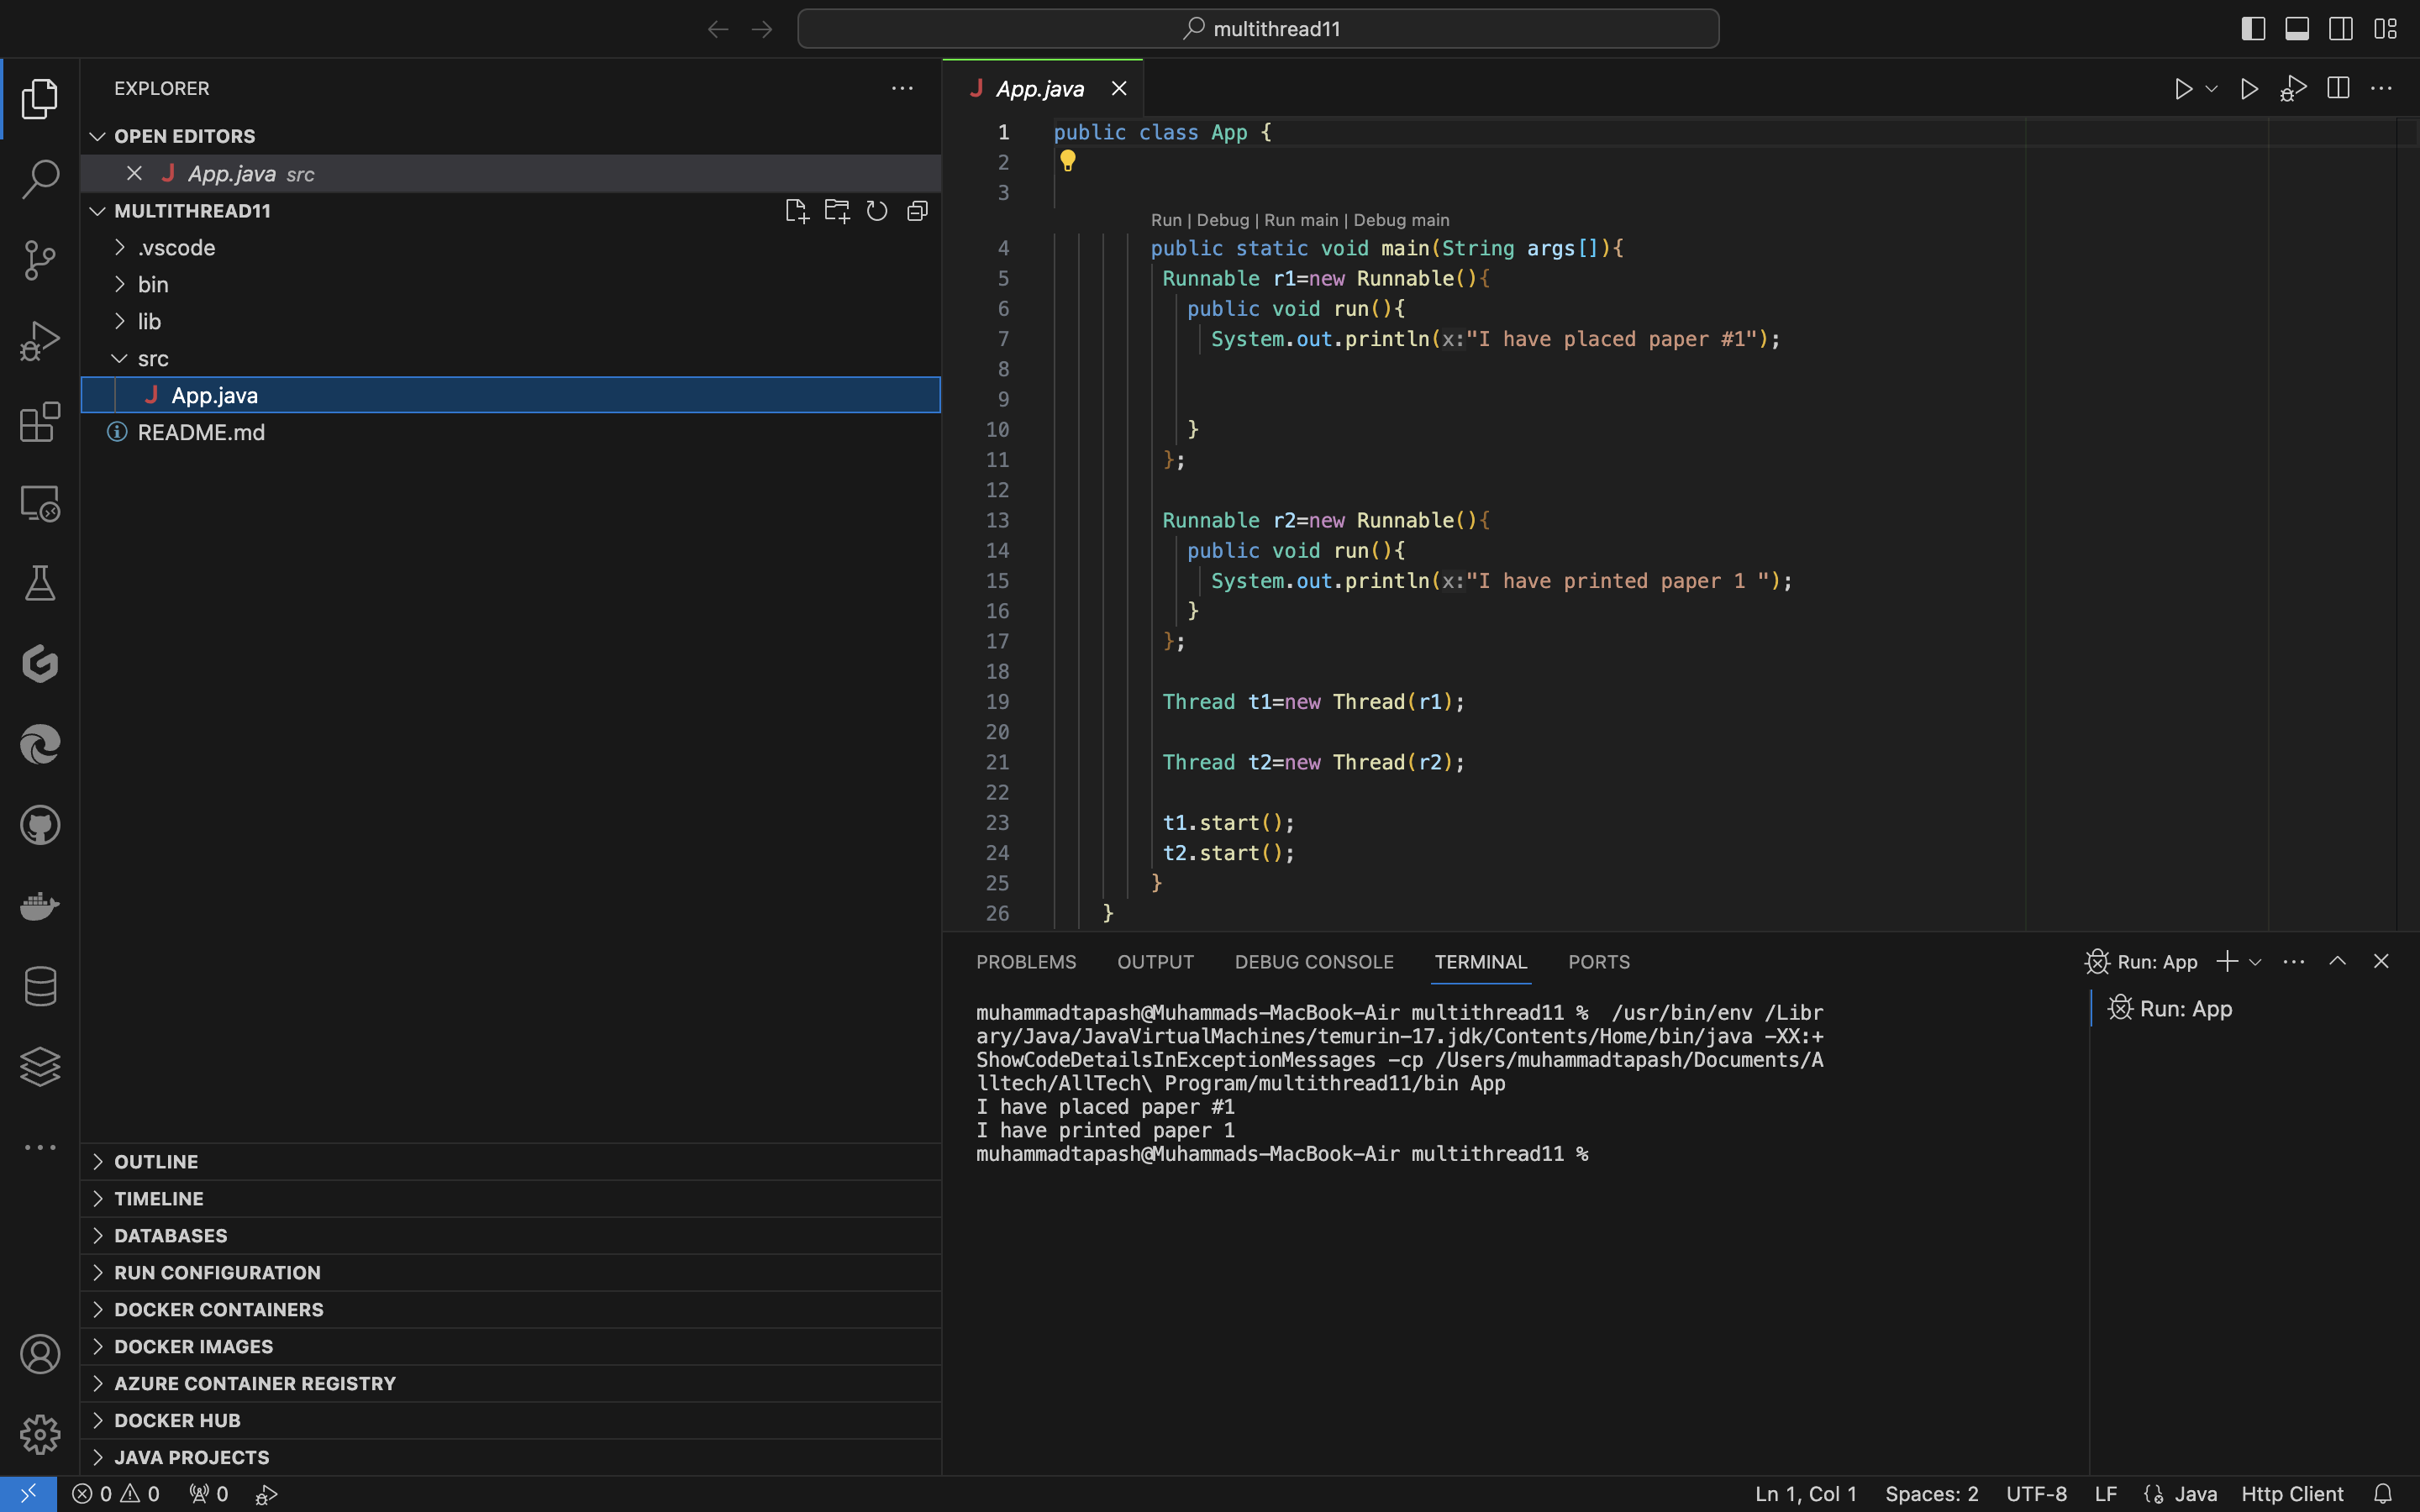 multithread11
EXPLORER
OPEN EDITORS
App.java src
MULTITHREAD11
.vscode
bin
lib
src
App.java
README.md
OUTLINE
TIMELINE
DATABASES
RUN CONFIGURATION
DOCKER CONTAINERS
DOCKER IMAGES
AZURE CONTAINER REGISTRY
DOCKER HUB
JAVA PROJECTS
App.java
1 public class App {
2
3
Run | Debug | Run main | Debug main
4 public static void main(String args[]){
5 Runnable r1=new Runnable(){
6 public void run(){
7 System.out.println(x:"I have placed paper #1");
8
9
10 }
11 };
12
13 Runnable r2=new Runnable(){
14 public void run(){
15 System.out.println(x:"I have printed paper 1 ");
16 }
17 };
18
19 Thread t1=new Thread(r1);
20
21 Thread t2=new Thread(r2);
22
23 t1.start();
24 t2.start();
25 }
26 }
PROBLEMS OUTPUT DEBUG CONSOLE TERMINAL PORTS Run: App
muhammadtapash@Muhammads-MacBook-Air multithread11 %  /usr/bin/env /Libr
ary/Java/JavaVirtualMachines/temurin-17.jdk/Contents/Home/bin/java -XX:+
ShowCodeDetailsInExceptionMessages -cp /Users/muhammadtapash/Documents/A
lltech/AllTech\ Program/multithread11/bin App
I have placed paper #1
I have printed paper 1
muhammadtapash@Muhammads-MacBook-Air multithread11 %
Run: App
0 0 0 Ln 1, Col 1 Spaces: 2 UTF-8 LF {} Java Http Client